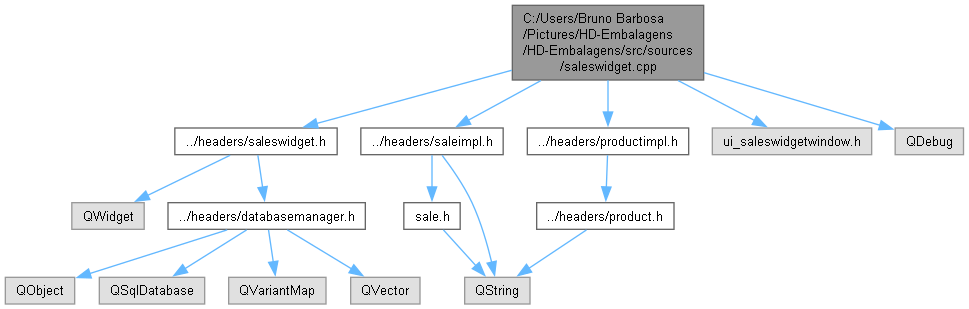 C:/Users/Bruno Barbosa
/Pictures/HD-Embalagens
/HD-Embalagens/src/sources
/saleswidget.cpp
../headers/saleswidget.h
../headers/saleimpl.h
../headers/productimpl.h
ui_saleswidgetwindow.h
QDebug
QWidget
../headers/databasemanager.h
sale.h
../headers/product.h
QObject
QSqlDatabase
QVariantMap
QVector
QString